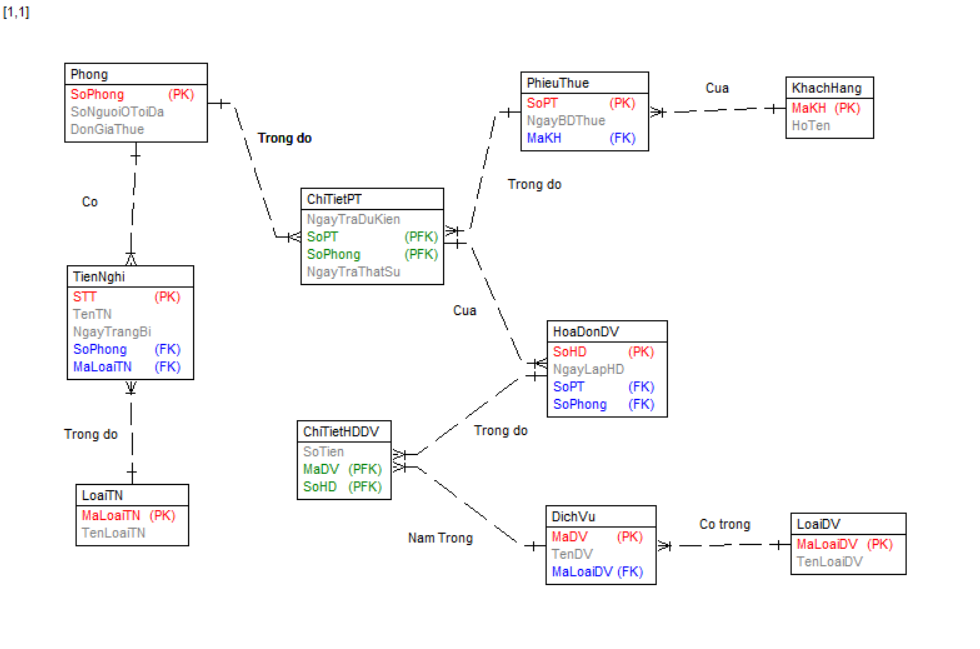 [1,1]
Phong
SoPhong (PK)
SoNguoiOToiDa
DonGiaThue
PhieuThue
SoPT (PK)
NgayBDThue
MaKH (FK)
Cua
KhachHang
MaKH (PK)
HoTen
Trong do
Trong do
Co
ChiTietPT
NgayTraDuKien
SoPT (PFK)
SoPhong (PFK)
NgayTraThatSu
TienNghi
STT (PK)
TenTN
NgayTrangBi
SoPhong (FK)
MaLoaiTN (FK)
Cua
HoaDonDV
SoHD (PK)
NgayLapHD
SoPT (FK)
SoPhong (FK)
Trong do
ChiTietHDDV
SoTien
MaDV (PFK)
SoHD (PFK)
Trong do
LoaiTN
MaLoaiTN (PK)
TenLoaiTN
Nam Trong
DichVu
MaDV (PK)
TenDV
MaLoaiDV (FK)
Co trong
LoaiDV
MaLoaiDV (PK)
TenLoaiDV